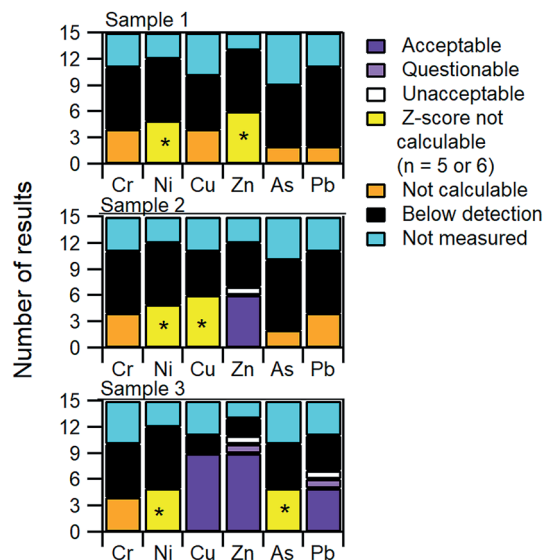 Sample 1
15
12
9
6
3
0
* *
Cr Ni Cu Zn As Pb
Sample 2
15
12
9
6
3
0
* *
Cr Ni Cu Zn As Pb
Sample 3
15
12
9
6
3
0
* *
Cr Ni Cu Zn As Pb
Number of results
Acceptable
Questionable
Unacceptable
Z-score not
calculable
(n = 5 or 6)
Not calculable
Below detection
Not measured